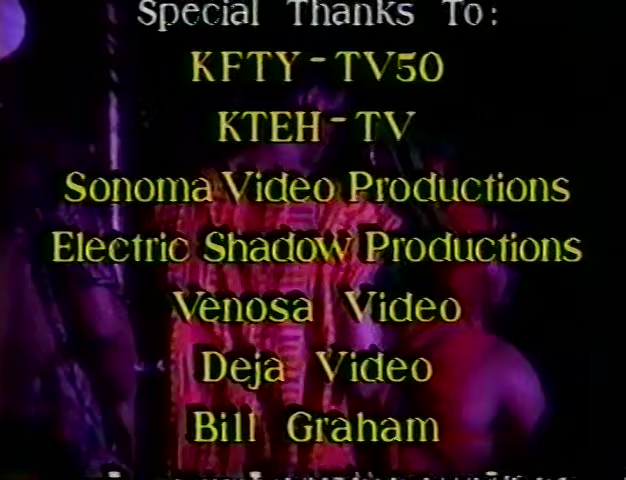 Special Thanks To:
KFTY-TV50
KTEH-TV
Sonoma Video Productions
Electric Shadow Productions
Venosa Video
Deja Video
Bill Graham